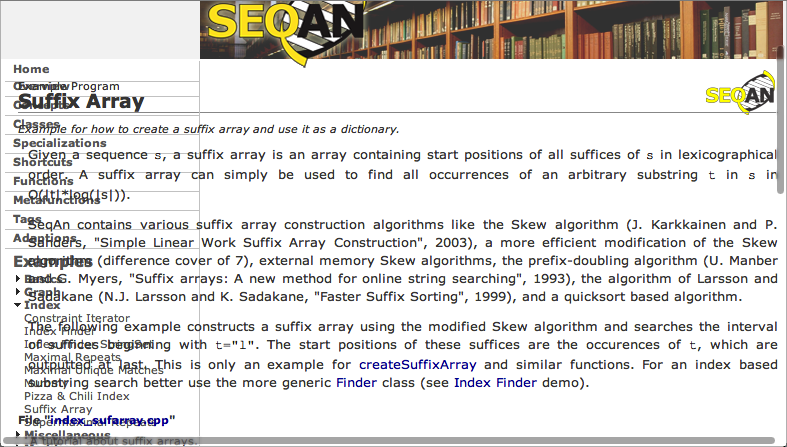 SEQAN
SEQAN
Home
Overview
Example Program
Concepts
Suffix Array
Classes
Example for how to create a suffix array and use it as a dictionary.
Specializations
Given a sequence s, a suffix array is an array containing start positions of all suffices of s in lexicographical
Shortcuts
order. A suffix array can simply be used to find all occurrences of an arbitrary substring t in s in
Functions
O(|t|*log(|s|)).
Metafunctions
Tags
SeqAn contains various suffix array construction algorithms like the Skew algorithm (J. Karkkainen and P.
Adaptions
Sanders, "Simple Linear Work Suffix Array Construction", 2003), a more efficient modification of the Skew
Examples
algorithm (difference cover of 7), external memory Skew algorithms, the prefix-doubling algorithm (U. Manber
Basics
and G. Myers, "Suffix arrays: A new method for online string searching", 1993), the algorithm of Larsson and
Graph
Sadakane (N.J. Larsson and K. Sadakane, "Faster Suffix Sorting", 1999), and a quicksort based algorithm.
Index
Constraint Iterator
The following example constructs a suffix array using the modified Skew algorithm and searches the interval
Index Finder
of suffices beginning with t="l". The start positions of these suffices are the occurences of t, which are
Index Finder StringSet
Maximal Repeats
outputted at last. This is only an example for createSuffixArray and similar functions. For an index based
Maximal Unique Matches
substring search better use the more generic Finder class (see Index Finder demo).
Mummy
Pizza & Chili Index
Suffix Array
File "index_sufarray.cpp"
Supermaximal Repeats
Miscellaneous
A tutorial about suffix arrays.